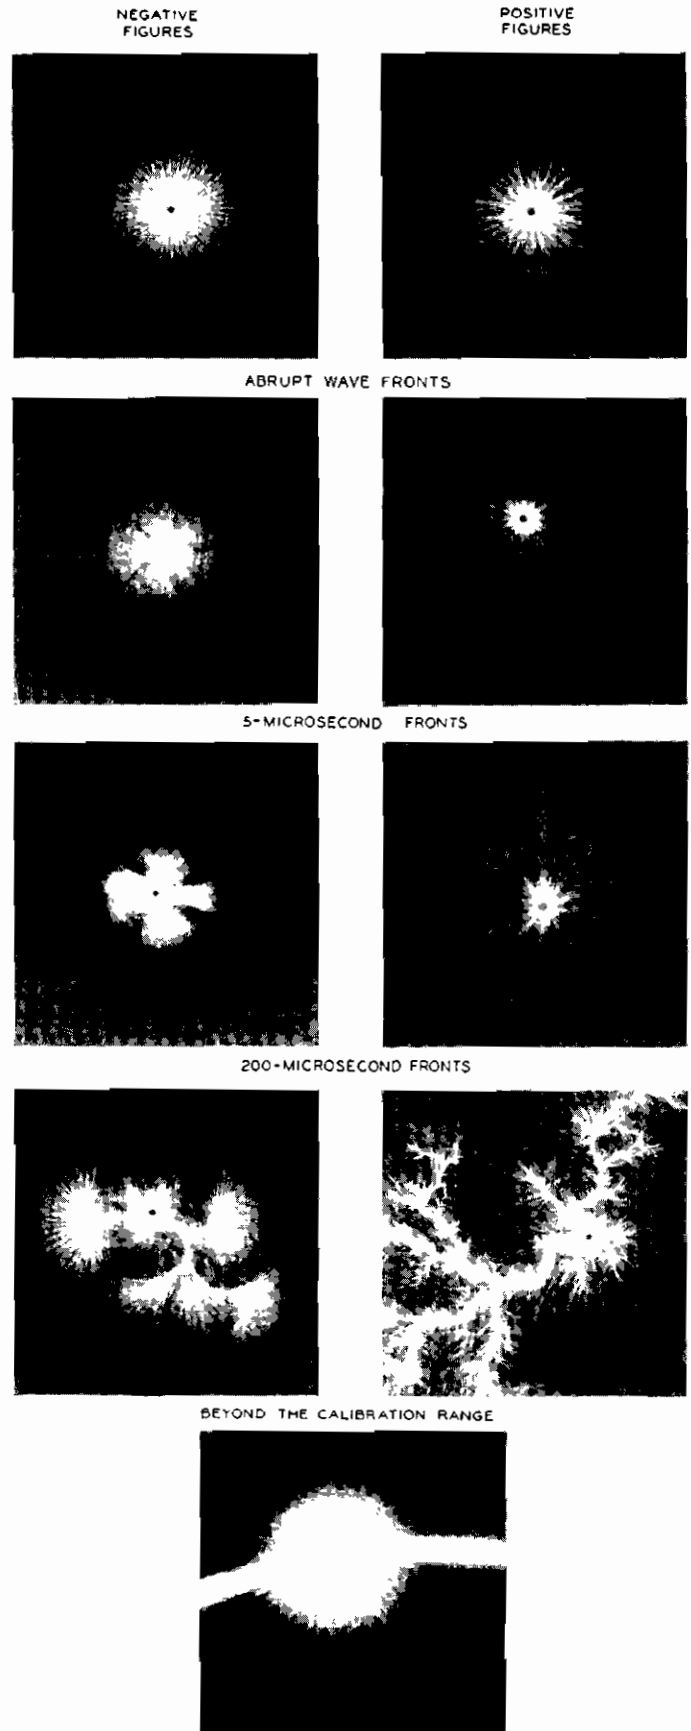 NEGATIVE
FIGURES
POSITIVE
FIGURES
ABRUPT WAVE FRONTS
5-MICROSECOND FRONTS
200-MICROSECOND FRONTS
BEYOND THE CALIBRATION RANGE